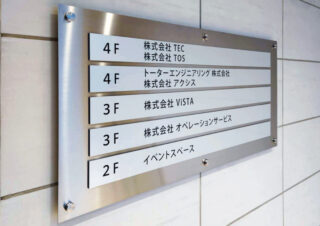 4F 株式会社 TEC
株式会社 TOS
4F トーターエンジニアリング 株式会社
株式会社 アクシス
3F 株式会社 ViSTA
3F 株式会社 オペレーションサービス
2F イベントスペース